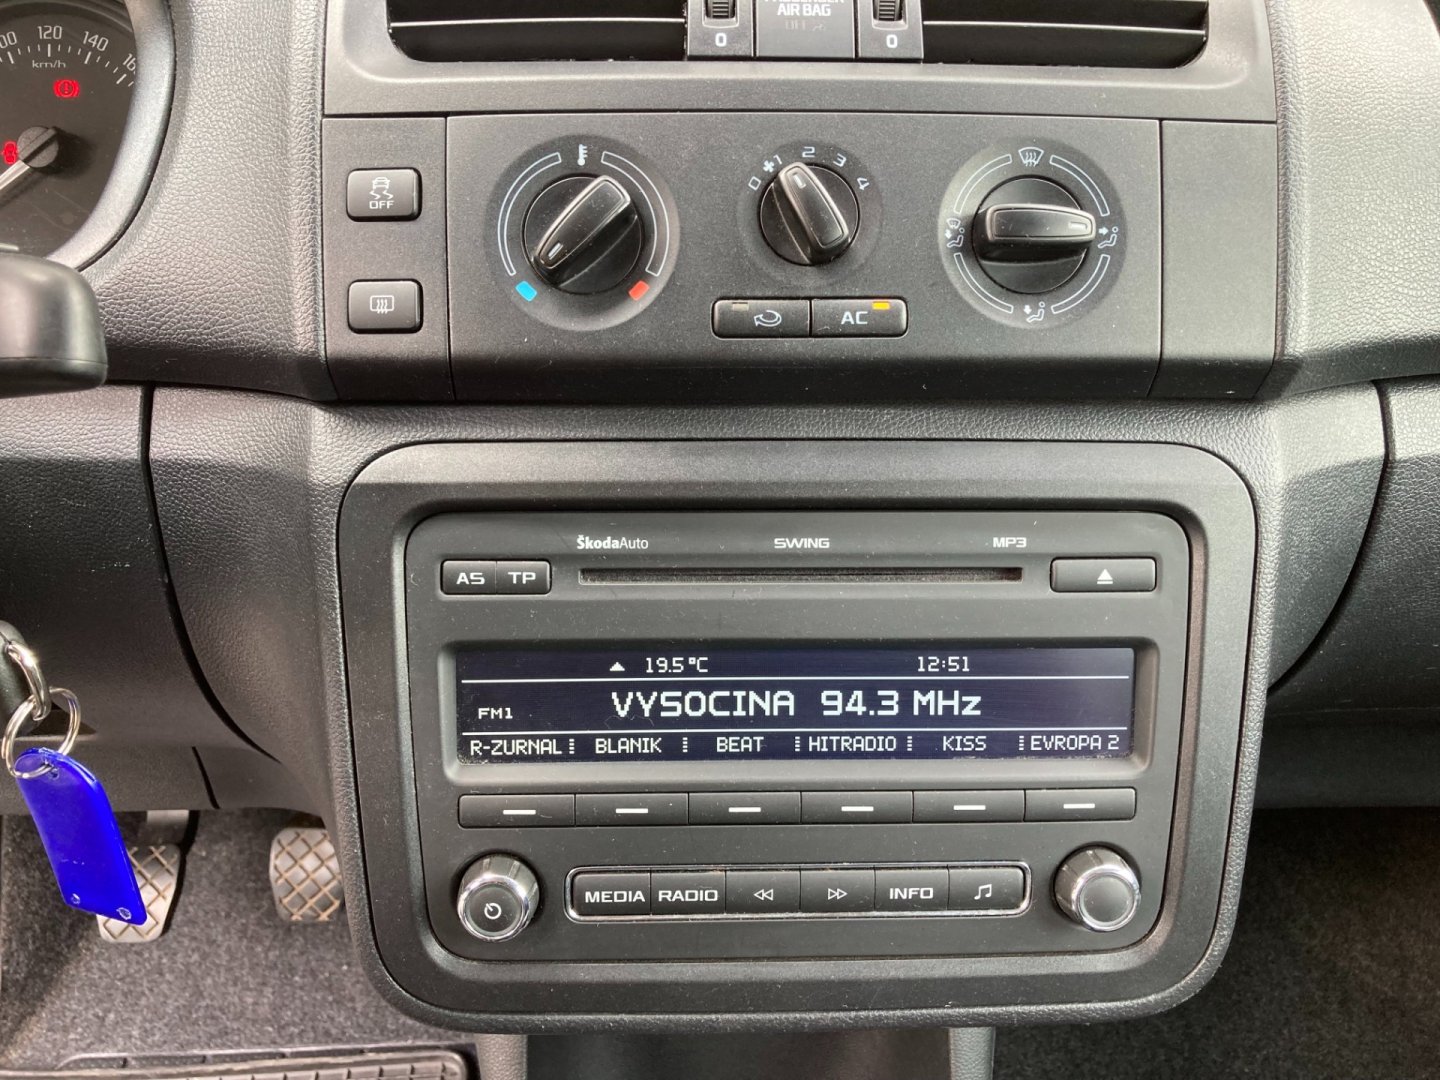 120
140
km/h
PASSENGER
AIR BAG
OFF
0
0
OFF
0 1 2 3 4
AC
ŠkodaAuto SWING MP3
AS TP
19.5°C 12:51
FM1 VYSOCINA 94.3 MHz
R-ZURNAL BLANIK BEAT HITRADIO KISS EVROPA 2
MEDIA RADIO INFO